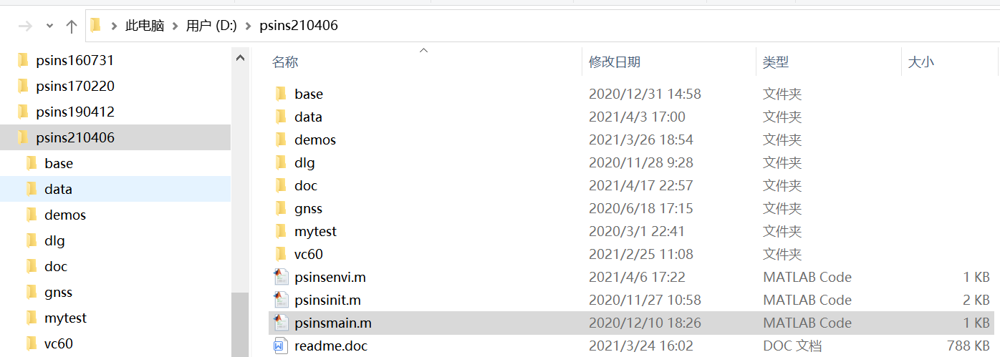 此电脑 用户 (D:) psins210406
psins160731
psins170220
psins190412
psins210406
base
data
demos
dlg
doc
gnss
mytest
vc60
名称 修改日期 类型 大小
base 2020/12/31 14:58 文件夹
data 2021/4/3 17:00 文件夹
demos 2021/3/26 18:54 文件夹
dlg 2020/11/28 9:28 文件夹
doc 2021/4/17 22:57 文件夹
gnss 2020/6/18 17:15 文件夹
mytest 2020/3/1 22:41 文件夹
vc60 2021/2/25 11:08 文件夹
psinsenvi.m 2021/4/6 17:22 MATLAB Code 1 KB
psinsinit.m 2020/11/27 10:58 MATLAB Code 2 KB
psinsmain.m 2020/12/10 18:26 MATLAB Code 1 KB
readme.doc 2021/3/24 16:02 DOC 文档 788 KB